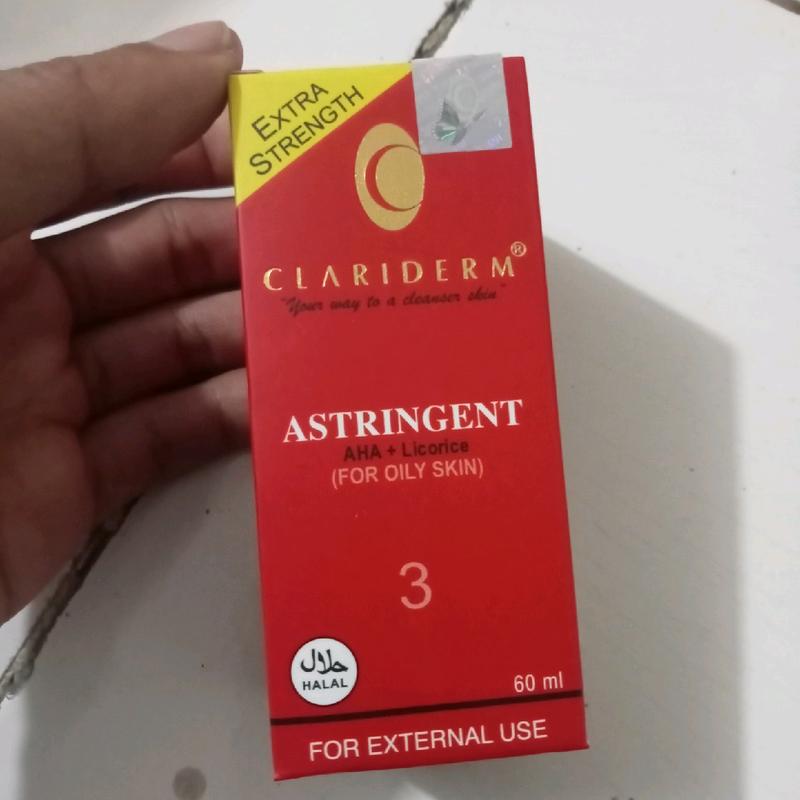 EXTRA
STRENGTH
CLARIDERM®
"Your way to a cleanser skin"
ASTRINGENT
AHA + Licorice
(FOR OILY SKIN)
3
حلال
HALAL
60 ml
FOR EXTERNAL USE